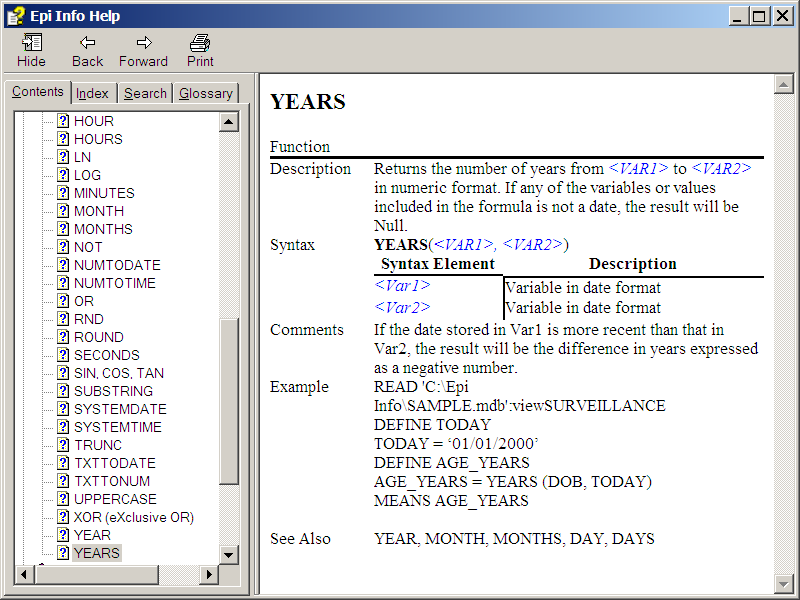 Epi Info Help
Hide Back Forward Print
Contents Index Search Glossary
HOUR
HOURS
LN
LOG
MINUTES
MONTH
MONTHS
NOT
NUMTODATE
NUMTOTIME
OR
RND
ROUND
SECONDS
SIN, COS, TAN
SUBSTRING
SYSTEMDATE
SYSTEMTIME
TRUNC
TXTTODATE
TXTTONUM
UPPERCASE
XOR (eXclusive OR)
YEAR
YEARS
YEARS
Function
Description Returns the number of years from <VAR1> to <VAR2>
in numeric format. If any of the variables or values
included in the formula is not a date, the result will be
Null.
Syntax YEARS(<VAR1>, <VAR2>)
Syntax Element Description
<Var1> Variable in date format
<Var2> Variable in date format
Comments If the date stored in Var1 is more recent than that in
Var2, the result will be the difference in years expressed
as a negative number.
Example READ 'C:\Epi
Info\SAMPLE.mdb':viewSURVEILLANCE
DEFINE TODAY
TODAY = ‘01/01/2000’
DEFINE AGE_YEARS
AGE_YEARS = YEARS (DOB, TODAY)
MEANS AGE_YEARS
See Also YEAR, MONTH, MONTHS, DAY, DAYS